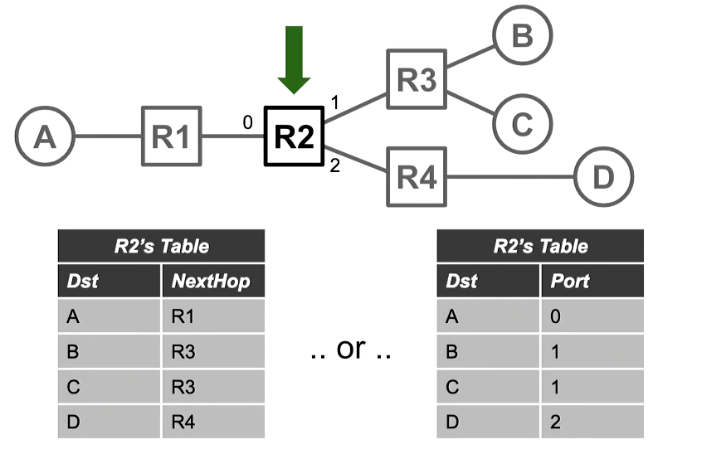 B
1
R3
0
A
R1
R2
C
2
R4
D
R2's Table
Dst NextHop
A R1
B R3
C R3
D R4
.. or ..
R2's Table
Dst Port
A 0
B 1
C 1
D 2